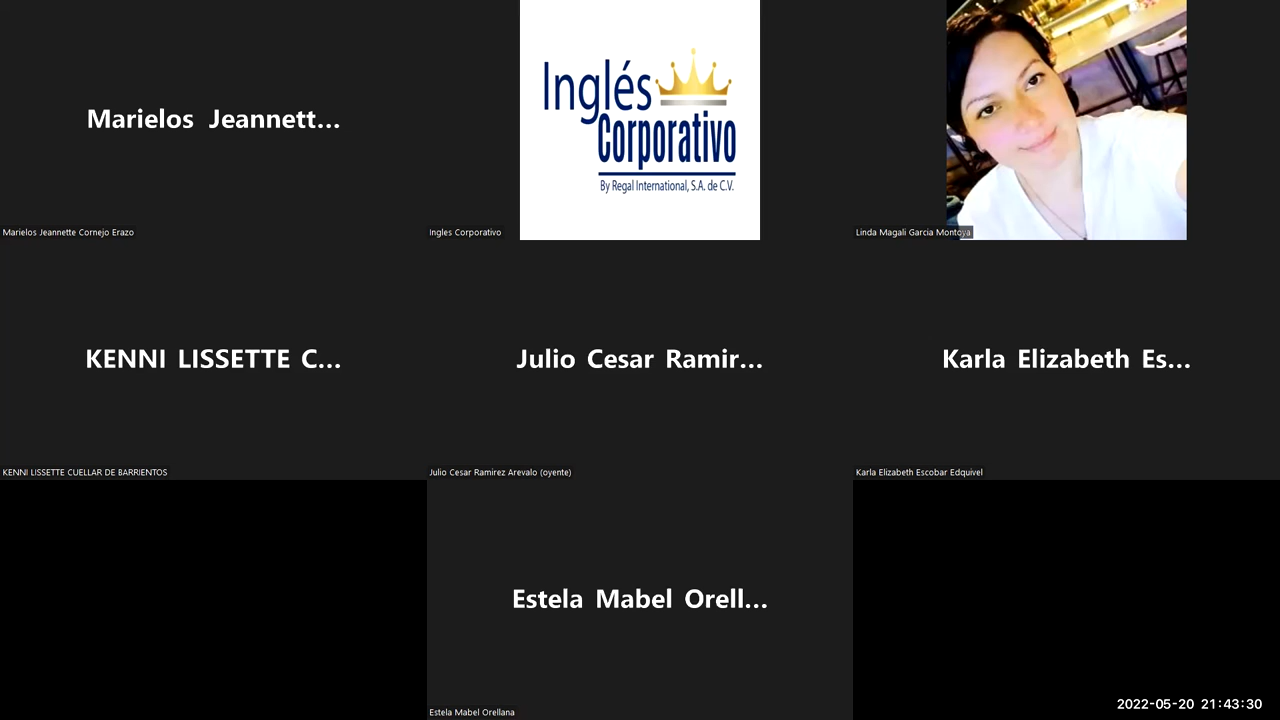 Marielos Jeannett...
Marielos Jeannette Cornejo Erazo
Inglés
Corporativo
By Regal International, S.A. de C.V.
Ingles Corporativo
Linda Magali Garcia Montoya
KENNI LISSETTE C...
KENNI LISSETTE CUELLAR DE BARRIENTOS
Julio Cesar Ramir...
Julio Cesar Ramirez Arevalo (oyente)
Karla Elizabeth Es...
Karla Elizabeth Escobar Edquivel
Estela Mabel Orell...
Estela Mabel Orellana
2022-05-20 21:43:30